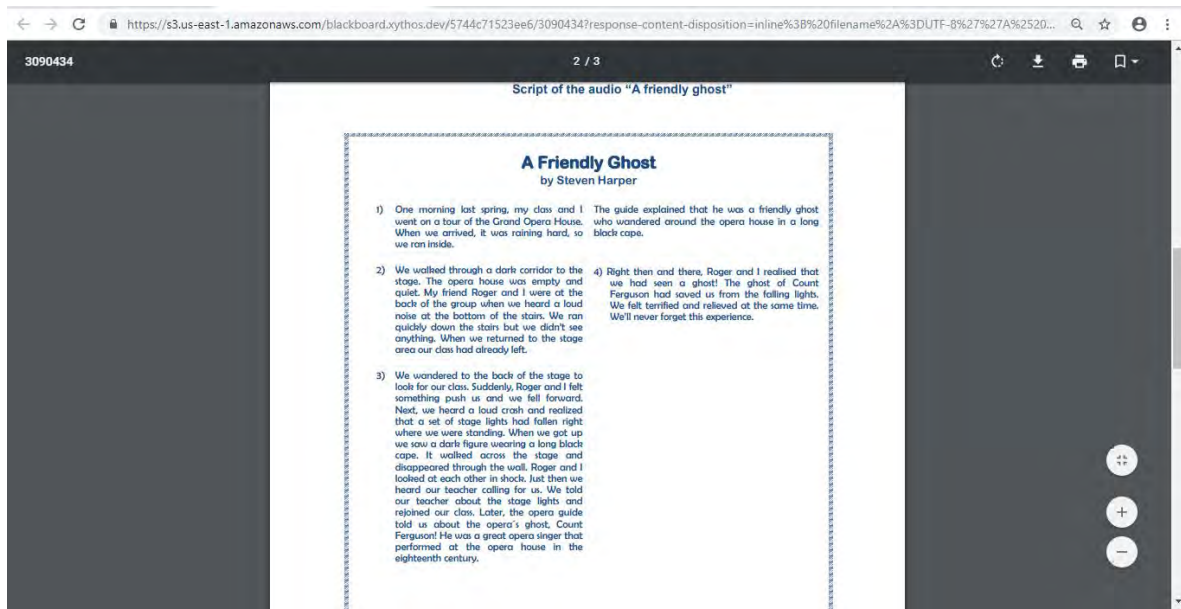 https://s3.us-east-1.amazonaws.com/blackboard.xythos.dev/5744c71523ee6/3090434?response-content-disposition=inline%3B%20filename%2A%3DUTF-8%27%27A%2520...
3090434
2 / 3
Script of the audio “A friendly ghost”
A Friendly Ghost
by Steven Harper
1) One morning last spring, my class and I
went on a tour of the Grand Opera House.
When we arrived, it was raining hard, so
we ran inside.
2) We walked through a dark corridor to the
stage. The opera house was empty and
quiet. My friend Roger and I were at the
back of the group when we heard a loud
noise at the bottom of the stairs. We ran
quickly down the stairs but we didn't see
anything. When we returned to the stage
area our class had already left.
3) We wandered to the back of the stage to
look for our class. Suddenly, Roger and I felt
something push us and we fell forward.
Next, we heard a loud crash and realized
that a set of stage lights had fallen right
where we were standing. When we got up
we saw a dark figure wearing a long black
cape. It walked across the stage and
disappeared through the wall. Roger and I
looked at each other in shock. Just then we
heard our teacher calling for us. We told
our teacher about the stage lights and
rejoined our class. Later, the opera guide
told us about the opera´s ghost, Count
Ferguson! He was a great opera singer that
performed at the opera house in the
eighteenth century.
The guide explained that he was a friendly ghost
who wandered around the opera house in a long
black cape.
4) Right then and there, Roger and I realised that
we had seen a ghost! The ghost of Count
Ferguson had saved us from the falling lights.
We felt terrified and relieved at the same time.
We'll never forget this experience.